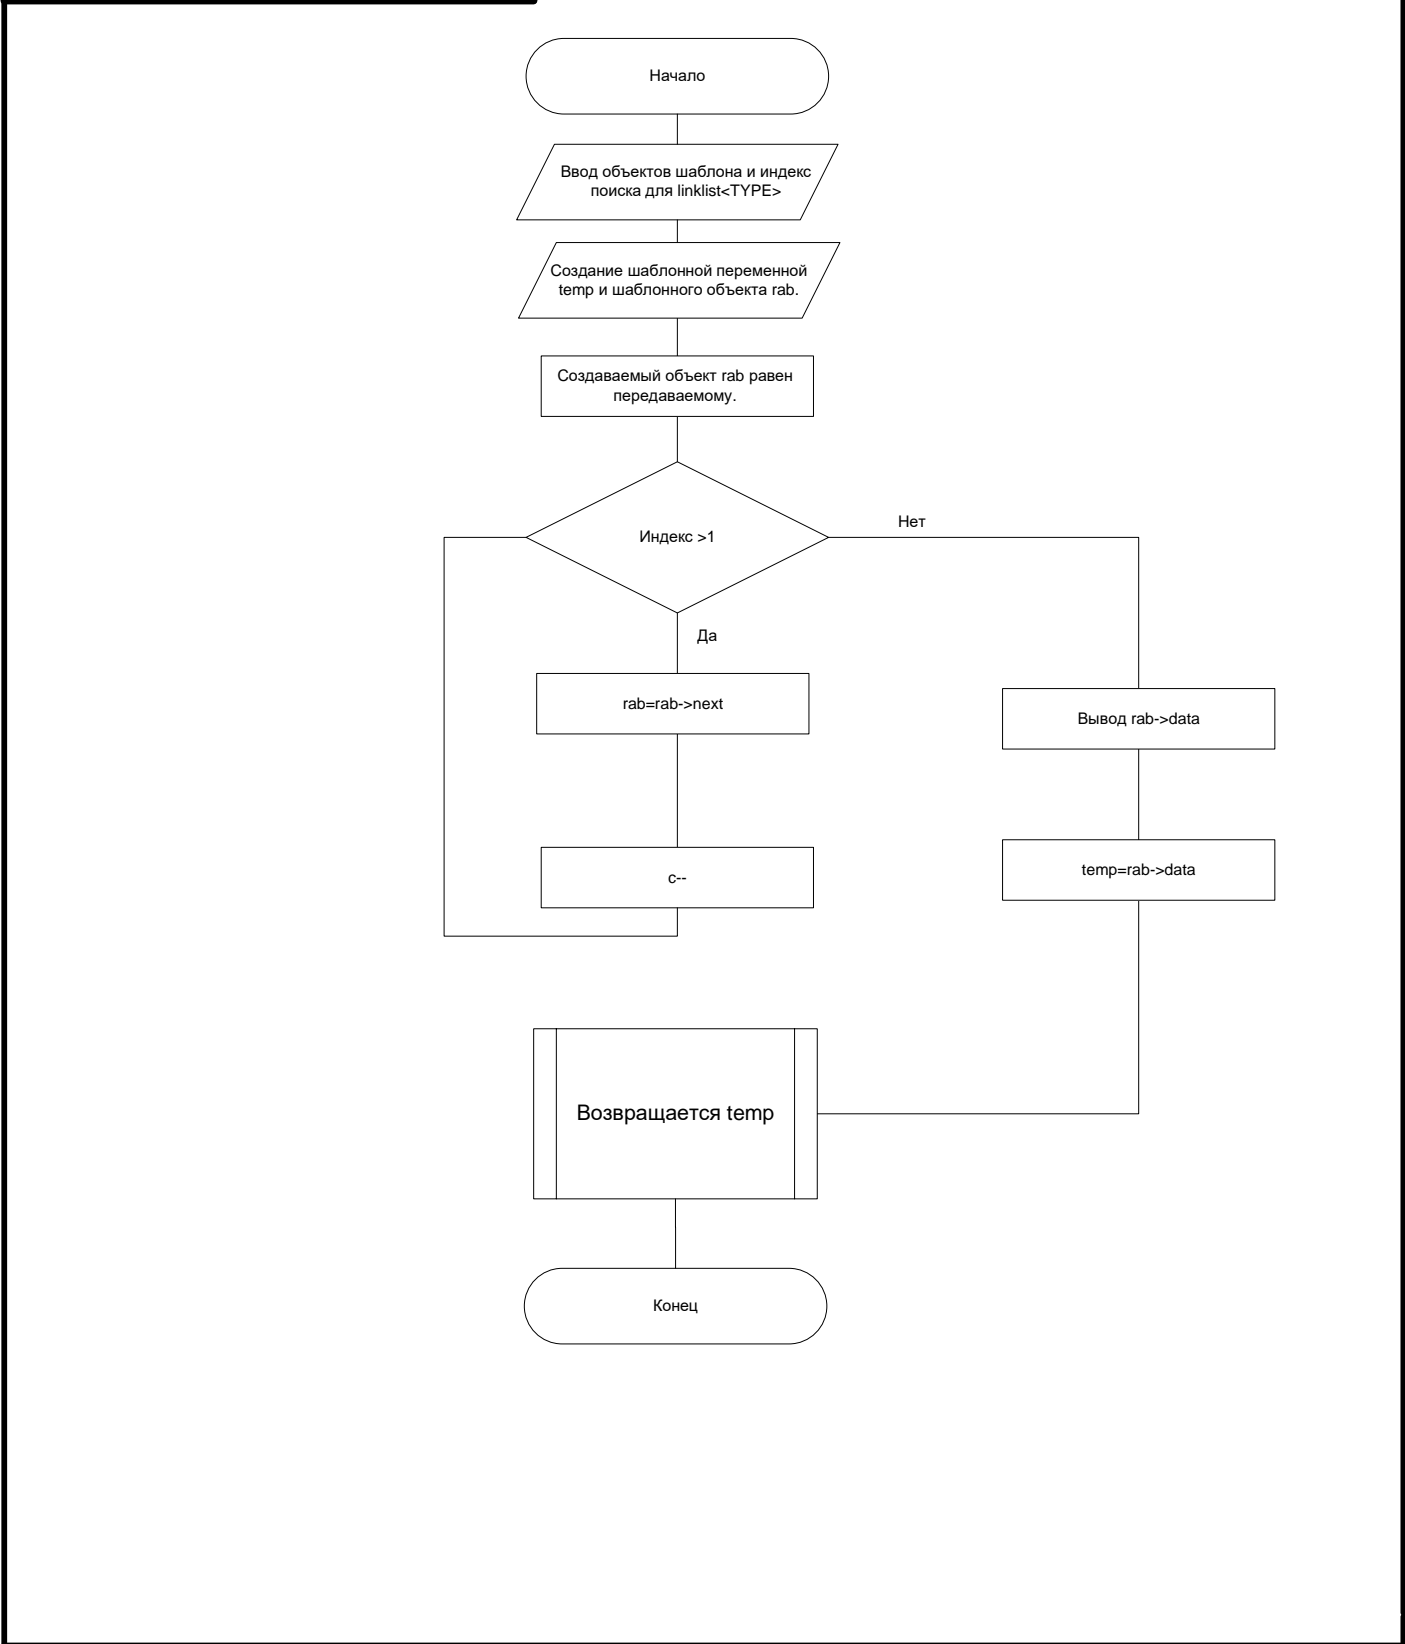 Начало
Ввод объектов шаблона и индекс
поиска для linklist<TYPE>
Создание шаблонной переменной
temp и шаблонного объекта rab.
Создаваемый объект rab равен
передаваемому.
Нет
Индекс >1
Да
rab=rab->next
Вывод rab->data
temp=rab->data
c--
Возвращается temp
Конец